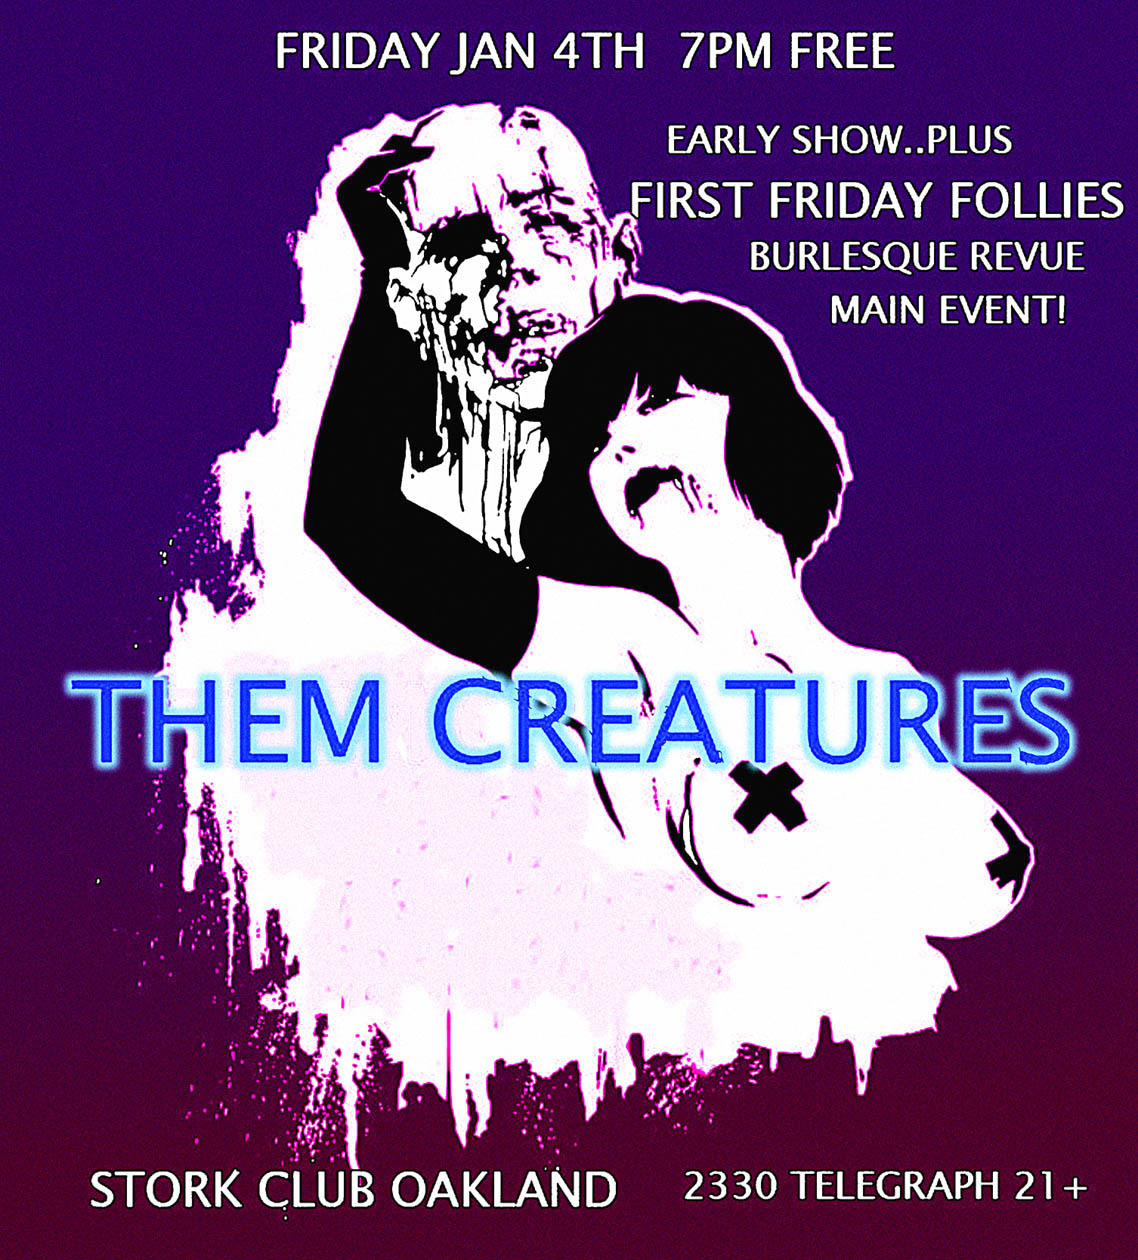 FRIDAY JAN 4TH 7PM FREE
EARLY SHOW..PLUS
FIRST FRIDAY FOLLIES
BURLESQUE REVUE
MAIN EVENT!
THEM CREATURES
STORK CLUB OAKLAND
2330 TELEGRAPH 21+